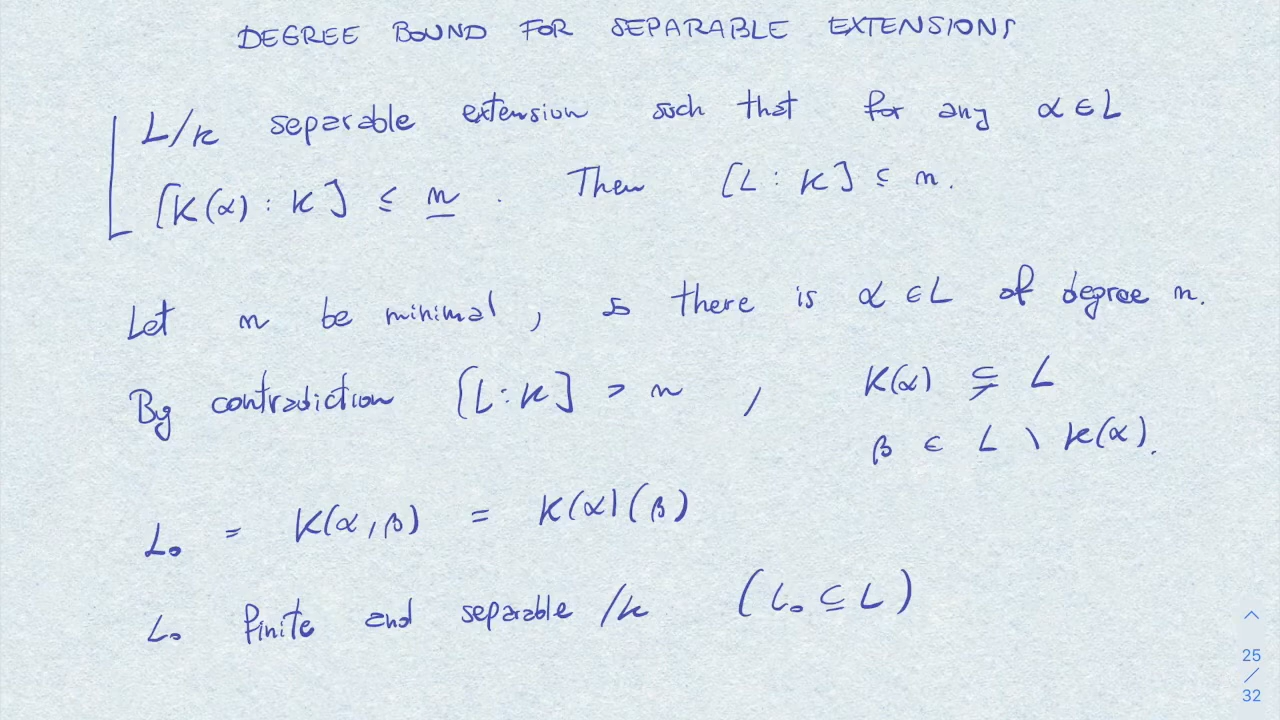 DEGREE BOUND FOR SEPARABLE EXTENSIONS
L/K separable extension such that for any α ∈ L
[K(α) : K] ≤ n. Then [L : K] ≤ n.
Let n be minimal, so there is α ∈ L of degree n.
By contradiction [L : K] > n, K(α) ⊊ L
β ∈ L \ K(α).
L₀ = K(α, β) = K(α)(β)
L₀ finite and separable /K (L₀ ⊆ L)
25
/
32